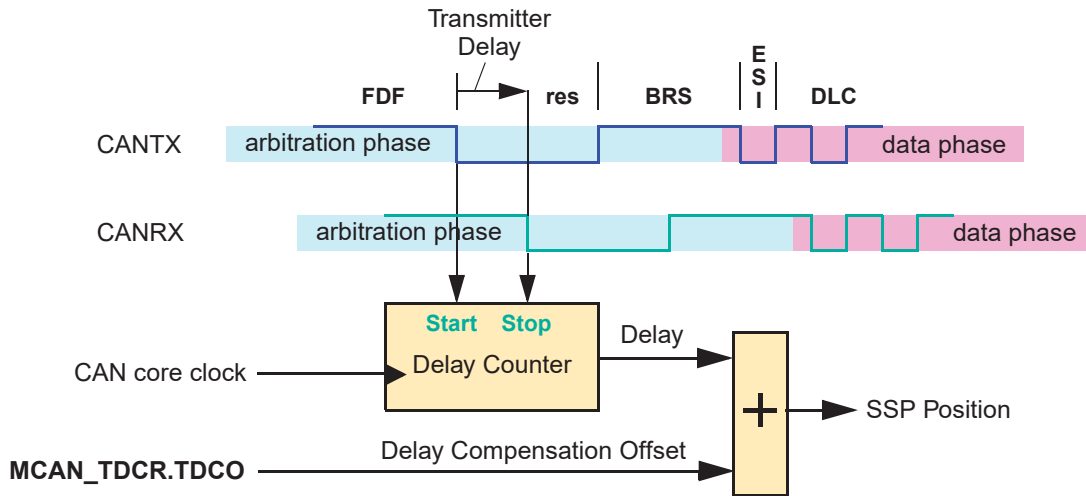 Transmitter
Delay
E
S
I
FDF res BRS DLC
CANTX arbitration phase data phase
CANRX arbitration phase data phase
Start Stop
Delay
CAN core clock Delay Counter
+
SSP Position
Delay Compensation Offset
MCAN_TDCR.TDCO